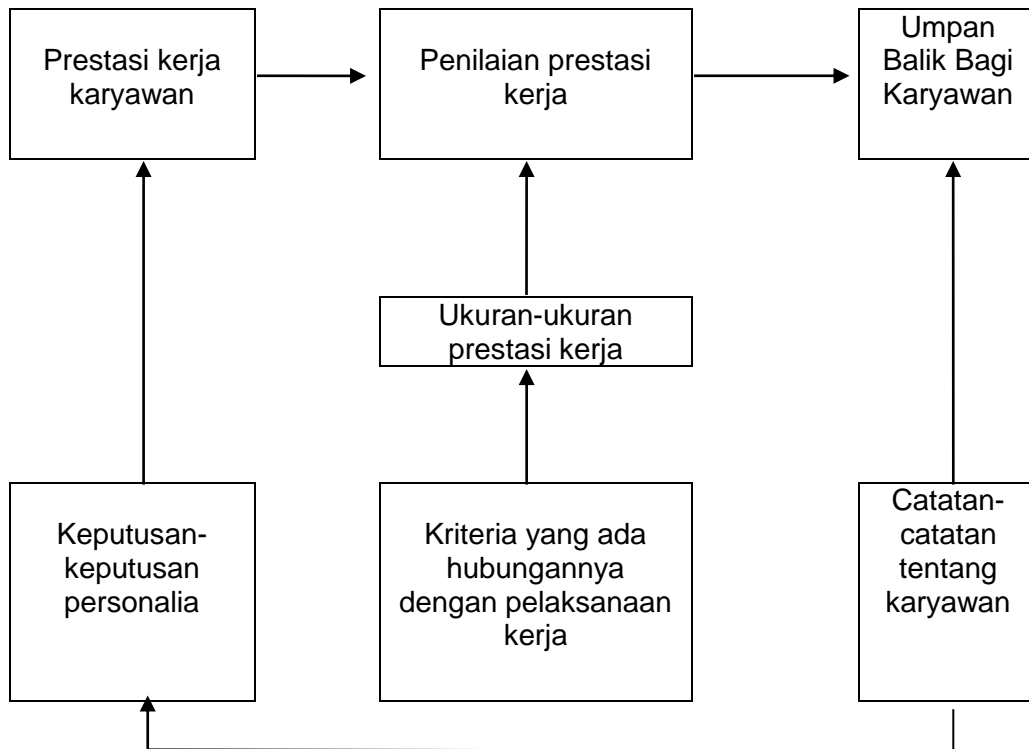 Prestasi kerja
karyawan
Penilaian prestasi
kerja
Umpan
Balik Bagi
Karyawan
Ukuran-ukuran
prestasi kerja
Keputusan-
keputusan
personalia
Kriteria yang ada
hubungannya
dengan pelaksanaan
kerja
Catatan-
catatan
tentang
karyawan